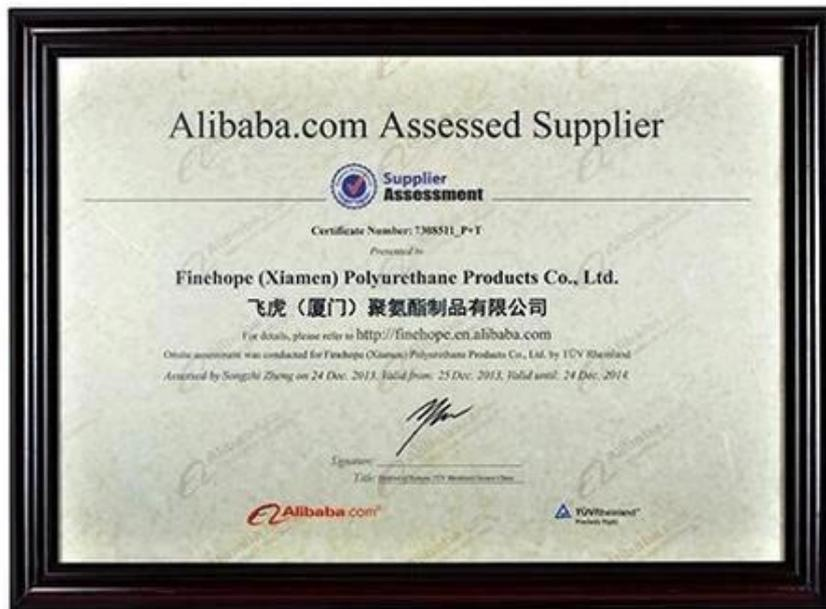 Alibaba.com Assessed Supplier
Supplier
Assessment
Certificate Number: 7308511_P+T
Presented to
Finehope (Xiamen) Polyurethane Products Co., Ltd.
飞虎（厦门）聚氨酯制品有限公司
For details, please refer to http://finehope.en.alibaba.com
Onsite assessment was conducted for Finehope (Xiamen) Polyurethane Products Co., Ltd. by TÜV Rheinland
Assessed by Songzhi Zheng on 24 Dec. 2013, Valid from: 25 Dec. 2013, Valid until: 24 Dec. 2014
Signature:
Title:
Alibaba.com®
TÜVRheinland®
Precisely Right.